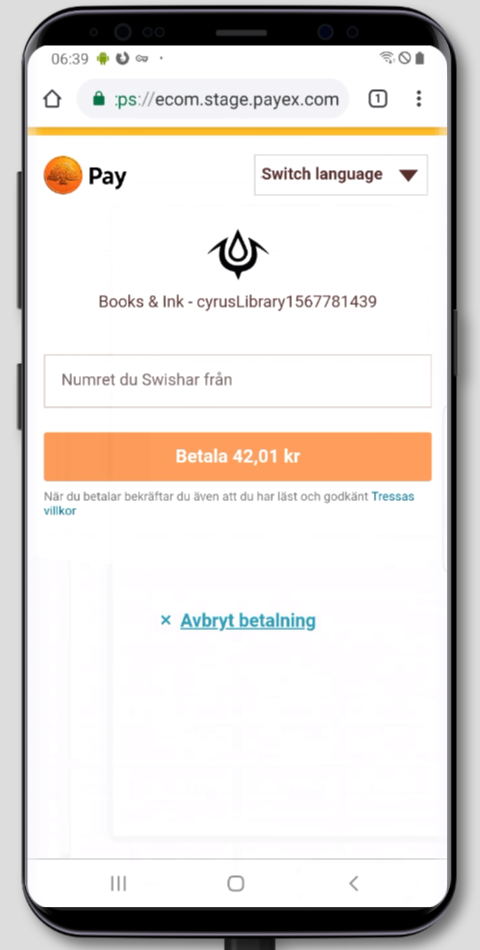 06:39
1
:ps://ecom.stage.payex.com
Pay
Switch language
Books & Ink - cyrusLibrary1567781439
Numret du Swishar från
Betala 42,01 kr
När du betalar bekräftar du även att du har läst och godkänt Tressas
villkor
× Avbryt betalning